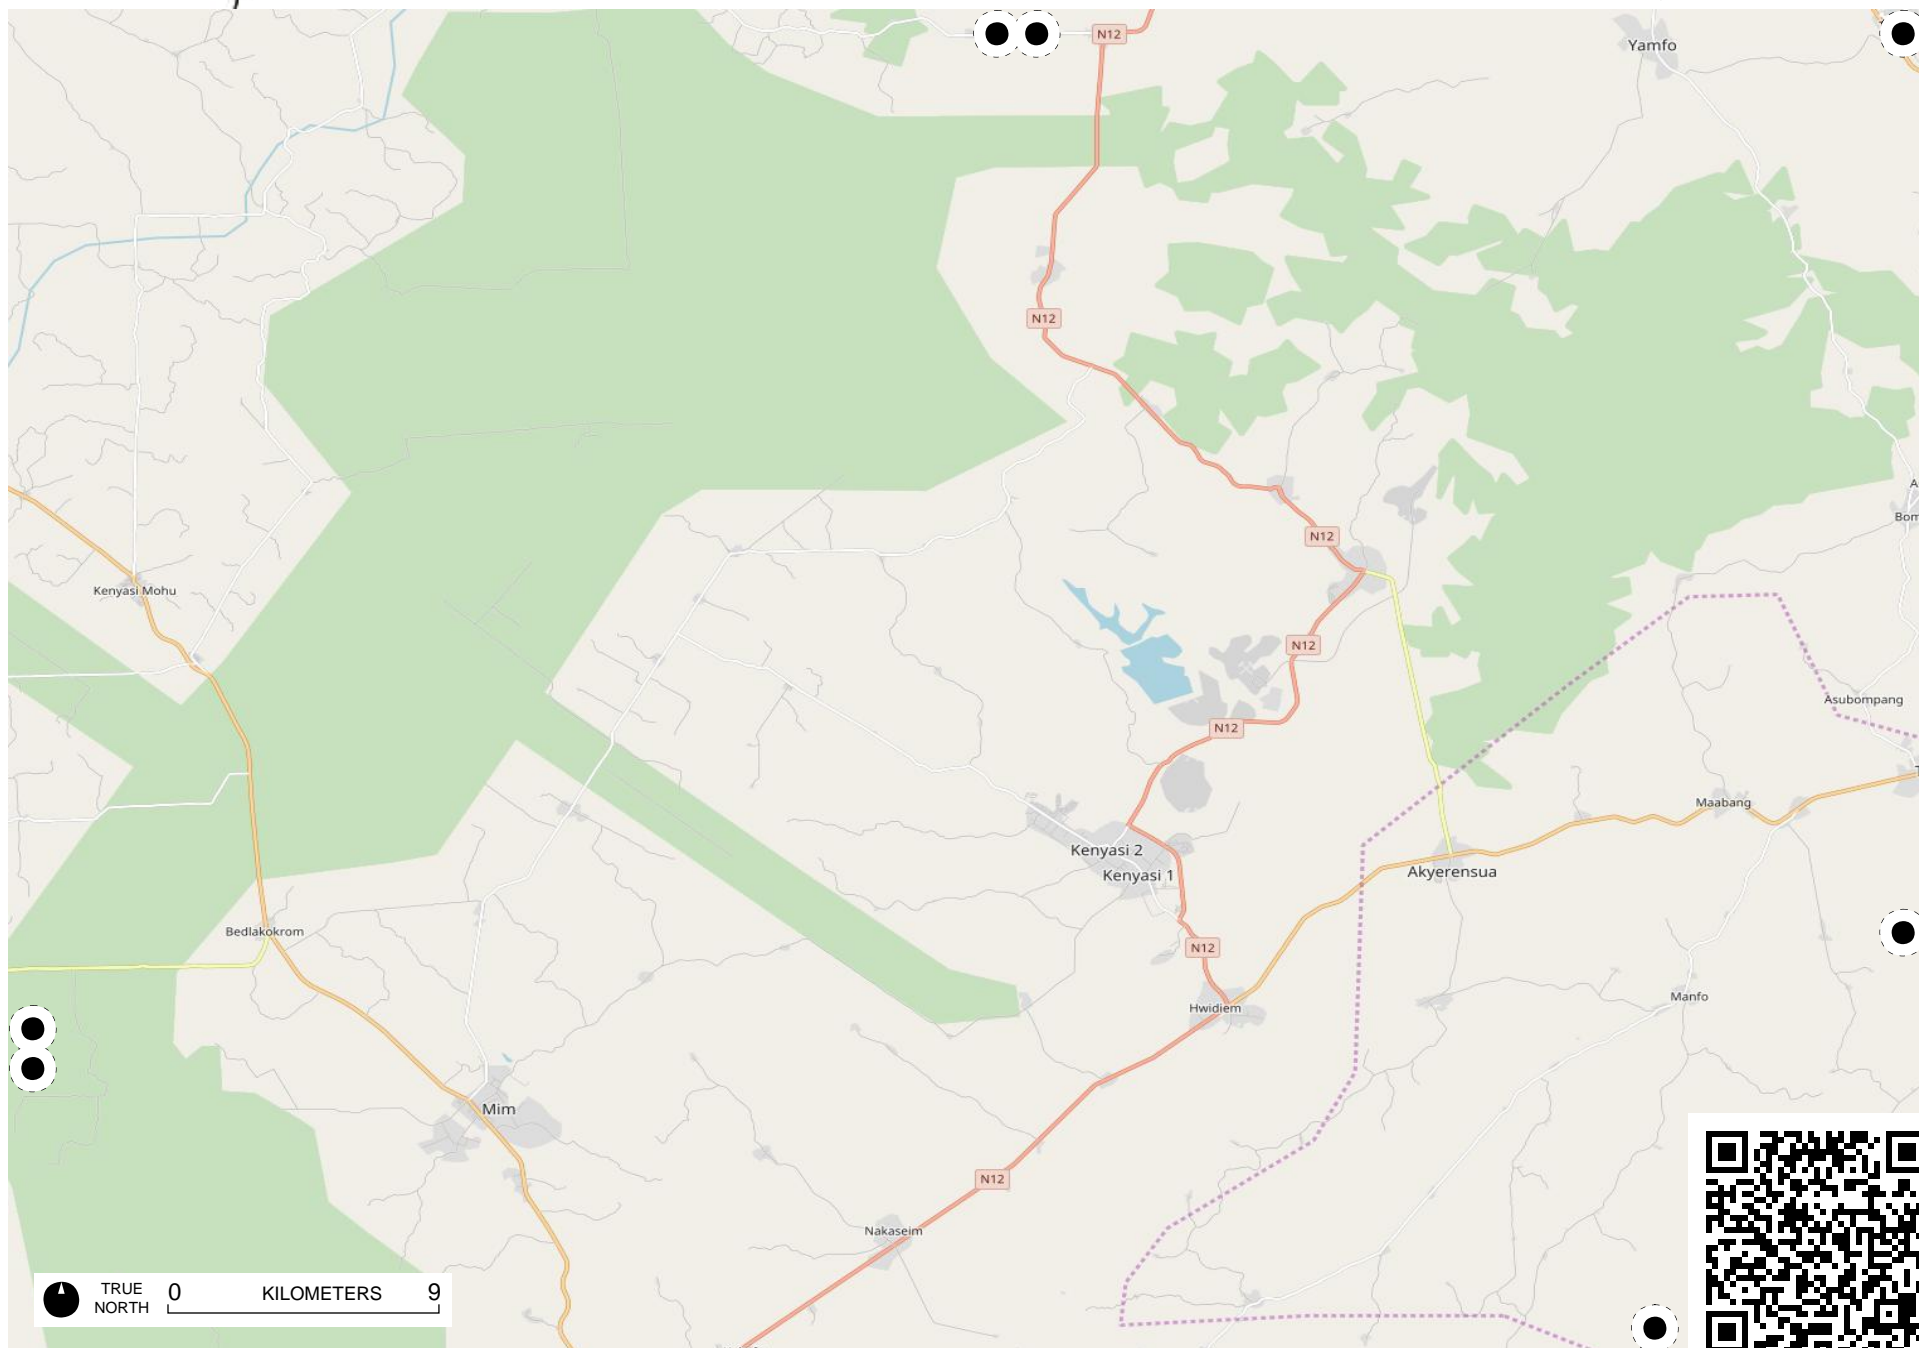 N12
Yamfo
N12
N12
Kenyasi Mohu
N12
Asubompang
N12
Maabang
Kenyasi 2
Kenyasi 1
Akyerensua
Bedlakokrom
N12
Manfo
Hwidiem
Mim
N12
Nakaseim
TRUE
NORTH
0 KILOMETERS 9